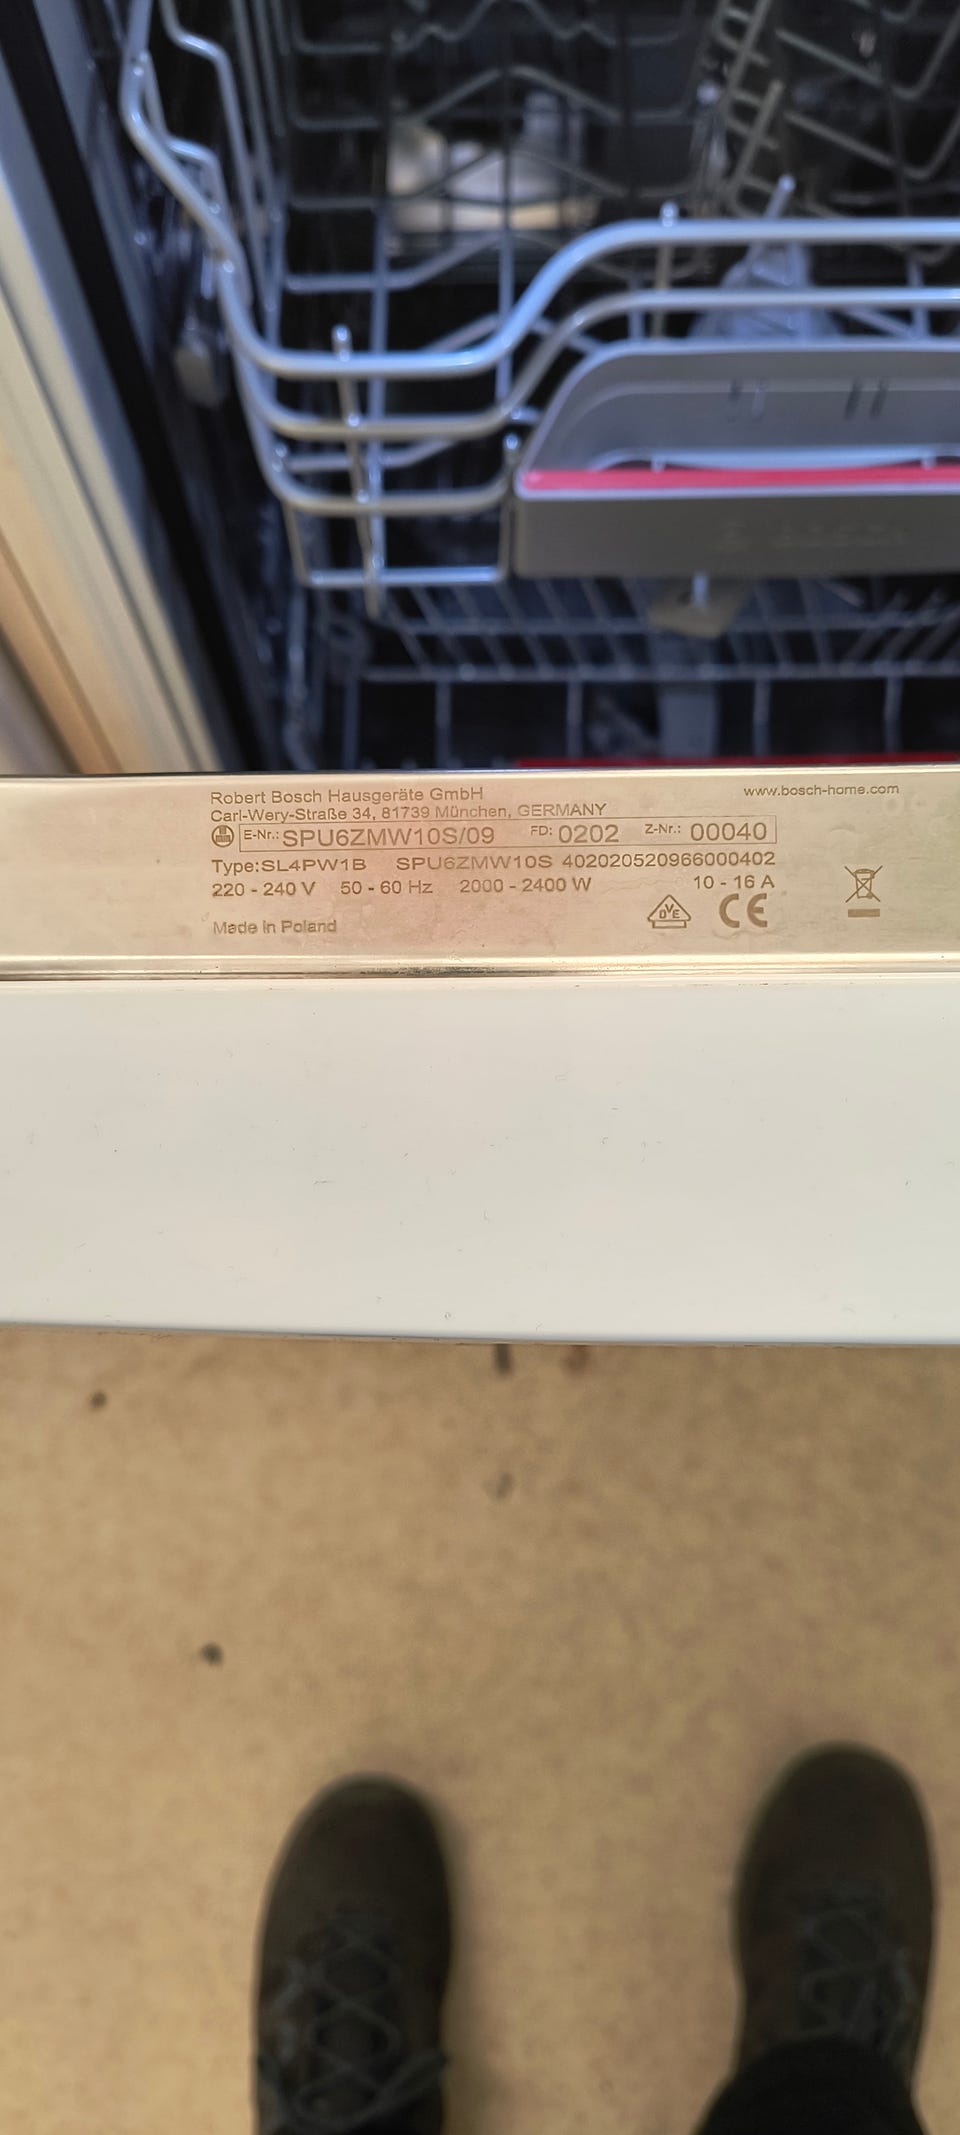 Robert Bosch Hausgeräte GmbH
www.bosch-home.com
Carl-Wery-Straße 34, 81739 München, GERMANY
E-Nr.: SPU6ZMW10S/09 FD: 0202 Z-Nr.: 00040
Type:SL4PW1B SPU6ZMW10S 402020520966000402
220 - 240 V 50 - 60 Hz 2000 - 2400 W 10 - 16 A
DVE CE
Made in Poland